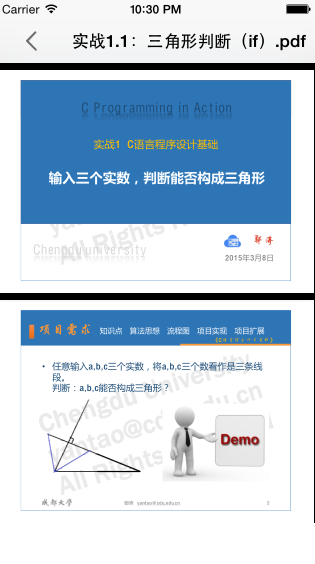 Carrier 10:30 PM
实战1.1：三角形判断（if）.pdf
C Programming in Action
实战1 C语言程序设计基础
输入三个实数，判断能否构成三角形
Chengdu university
All Rights
2015年3月8日
项目需求 知识点 算法思想 流程图 项目实现 项目扩展
• 任意输入a,b,c三个实数，将a,b,c三个数看作是三条线
段。
判断：a,b,c能否构成三角形？
Chengdu University
yantao@cd
All Rights
Demo
成都大学 yantao@cdu.edu.cn 2